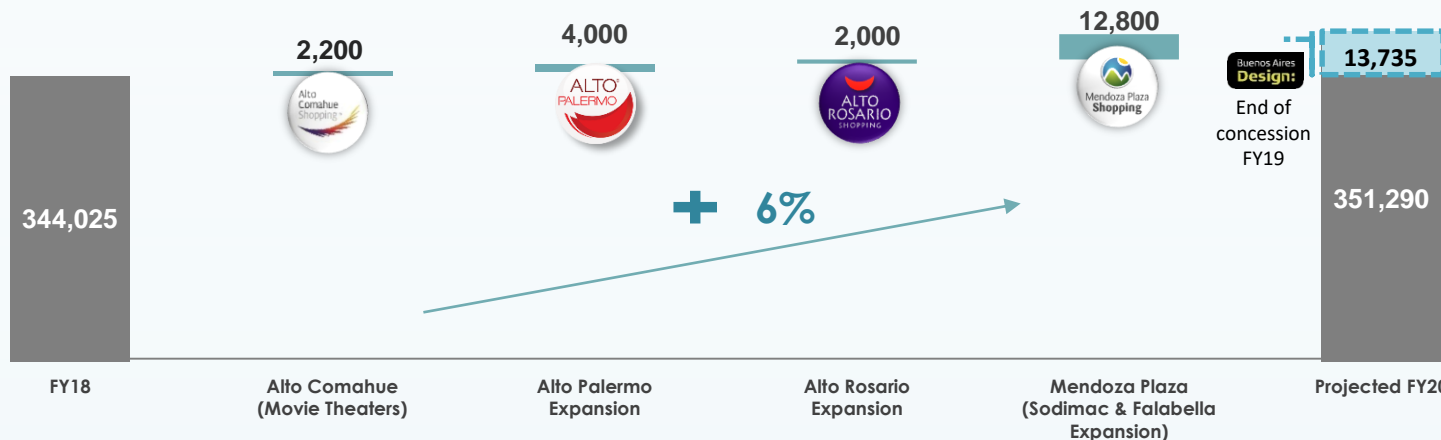 2,200
4,000
2,000
12,800
13,735
344,025
351,290
Alto
Comahue
Shopping
ALTO
PALERMO
ALTO
ROSARIO
SHOPPING
Mendoza Plaza
Shopping
Buenos Aires
Design:
End of
concession
FY19
+ 6%
FY18
Alto Comahue
(Movie Theaters)
Alto Palermo
Expansion
Alto Rosario
Expansion
Mendoza Plaza
(Sodimac & Falabella
Expansion)
Projected FY20